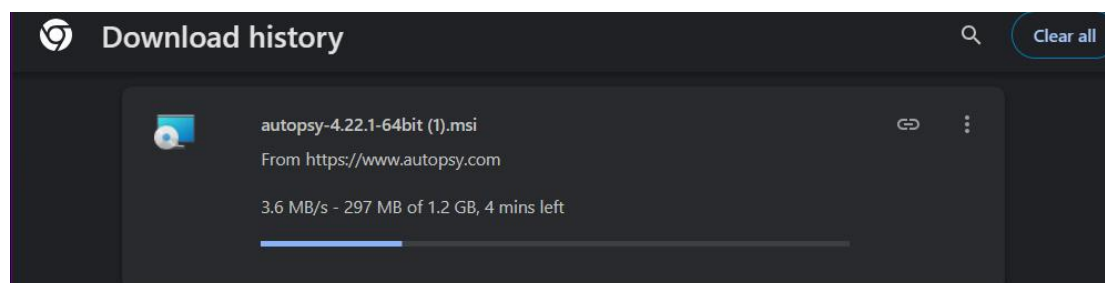 Download history
Clear all
autopsy-4.22.1-64bit (1).msi
From https://www.autopsy.com
3.6 MB/s - 297 MB of 1.2 GB, 4 mins left